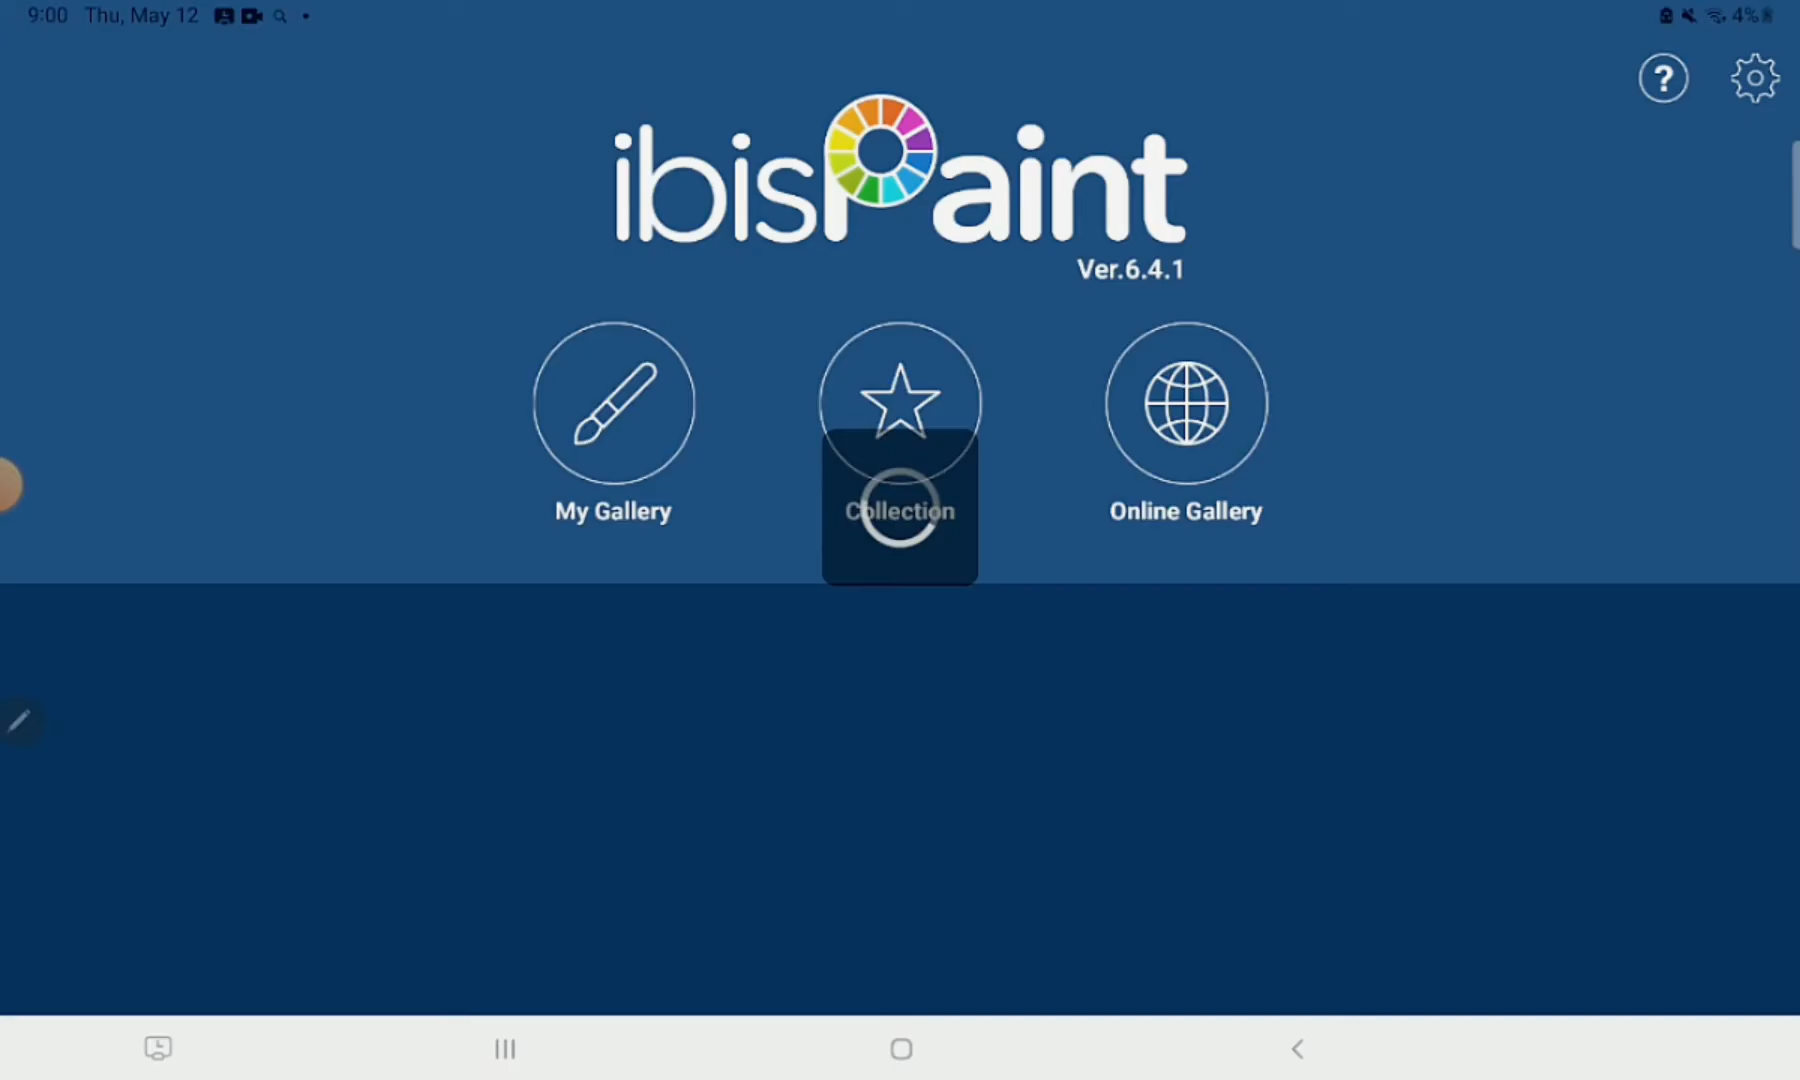 9:00 Thu, May 12
4%
?
ibisPaint
Ver.6.4.1
My Gallery
Collection
Online Gallery